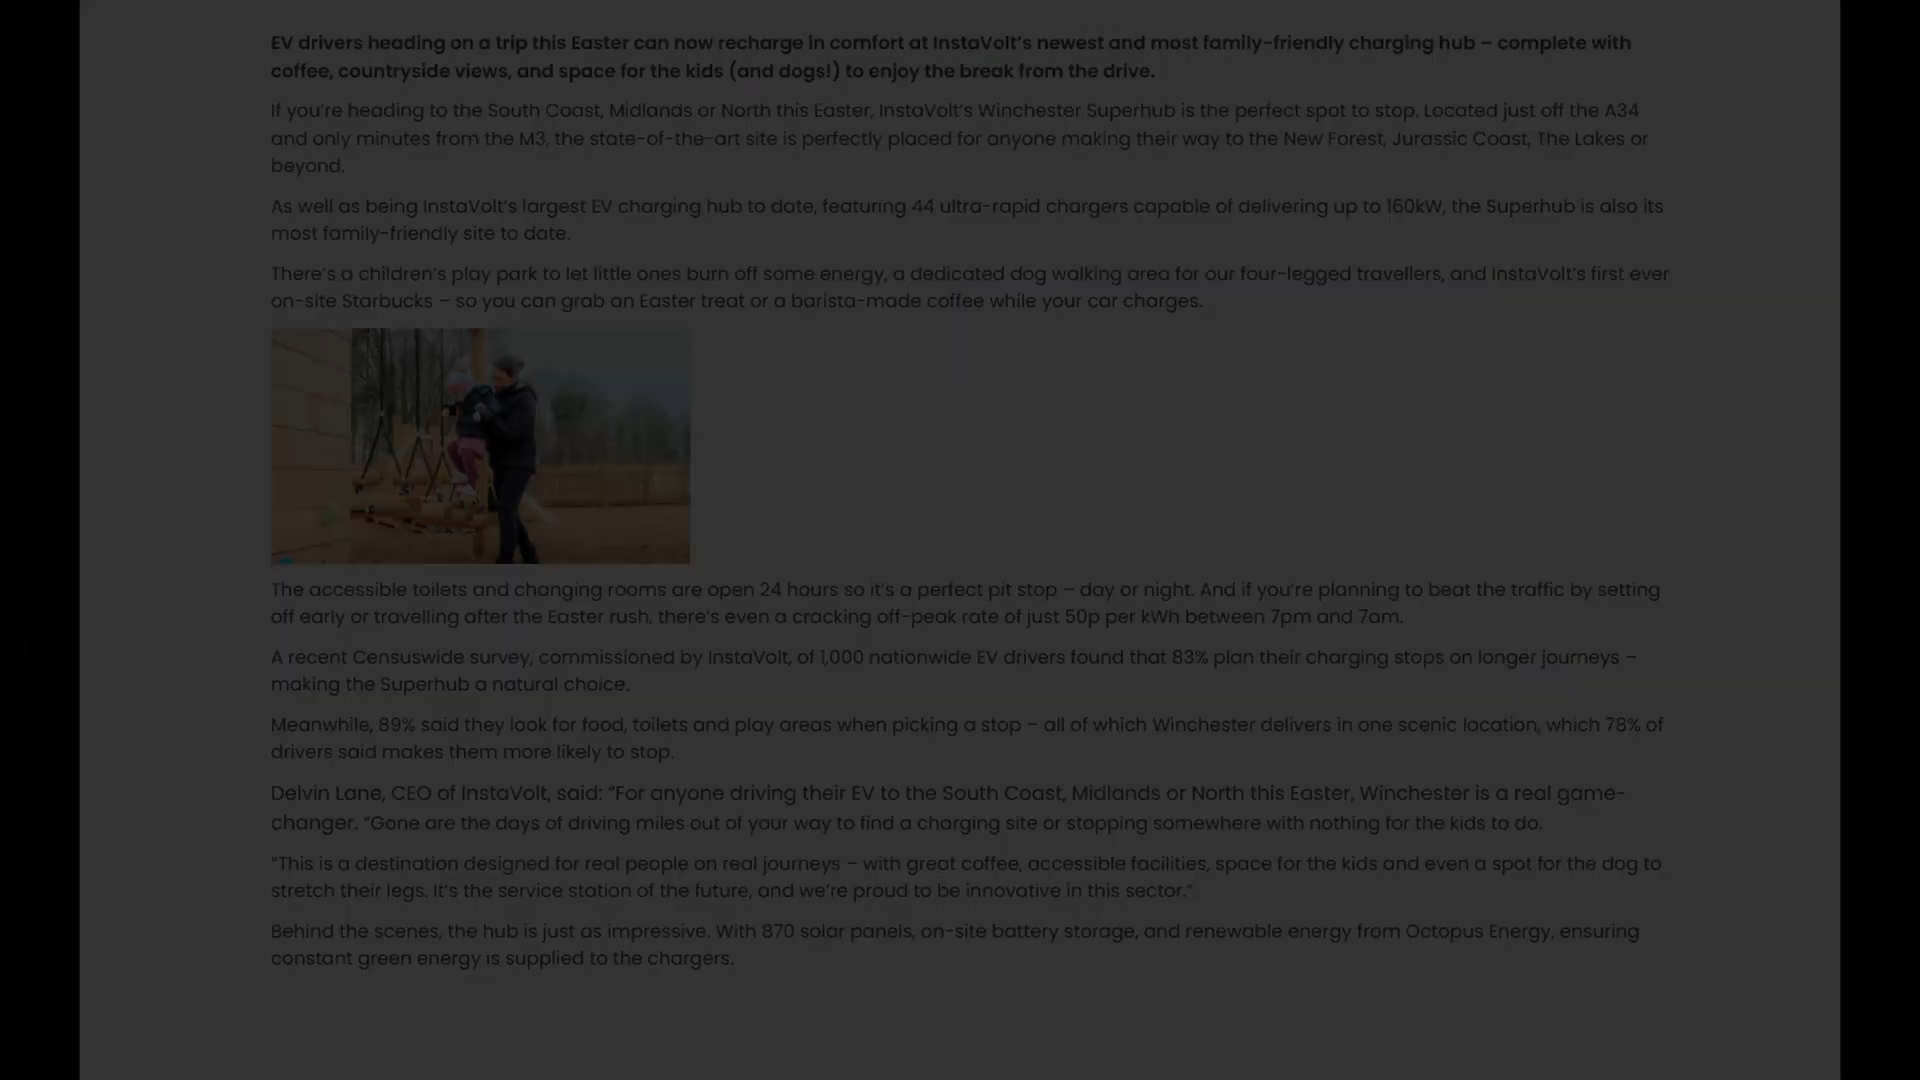 EV drivers heading on a trip this Easter can now recharge in comfort at InstaVolt's newest and most family-friendly charging hub – complete with
coffee, countryside views, and space for the kids (and dogs!) to enjoy the break from the drive.
If you're heading to the South Coast, Midlands or North this Easter, InstaVolt's Winchester Superhub is the perfect spot to stop. Located just off the A34
and only minutes from the M3, the state-of-the-art site is perfectly placed for anyone making their way to the New Forest, Jurassic Coast, The Lakes or
beyond.
As well as being InstaVolt's largest EV charging hub to date, featuring 44 ultra-rapid chargers capable of delivering up to 160kW, the Superhub is also its
most family-friendly site to date.
There's a children's play park to let little ones burn off some energy, a dedicated dog walking area for our four-legged travellers, and InstaVolt's first ever
on-site Starbucks – so you can grab an Easter treat or a barista-made coffee while your car charges.
The accessible toilets and changing rooms are open 24 hours so it's a perfect pit stop – day or night. And if you're planning to beat the traffic by setting
off early or travelling after the Easter rush, there's even a cracking off-peak rate of just 50p per kWh between 7pm and 7am.
A recent Censuswide survey, commissioned by InstaVolt, of 1,000 nationwide EV drivers found that 83% plan their charging stops on longer journeys –
making the Superhub a natural choice.
Meanwhile, 89% said they look for food, toilets and play areas when picking a stop – all of which Winchester delivers in one scenic location, which 78% of
drivers said makes them more likely to stop.
Delvin Lane, CEO of InstaVolt, said: "For anyone driving their EV to the South Coast, Midlands or North this Easter, Winchester is a real game-
changer. "Gone are the days of driving miles out of your way to find a charging site or stopping somewhere with nothing for the kids to do.
"This is a destination designed for real people on real journeys – with great coffee, accessible facilities, space for the kids and even a spot for the dog to
stretch their legs. It's the service station of the future, and we're proud to be innovative in this sector."
Behind the scenes, the hub is just as impressive. With 870 solar panels, on-site battery storage, and renewable energy from Octopus Energy, ensuring
constant green energy is supplied to the chargers.